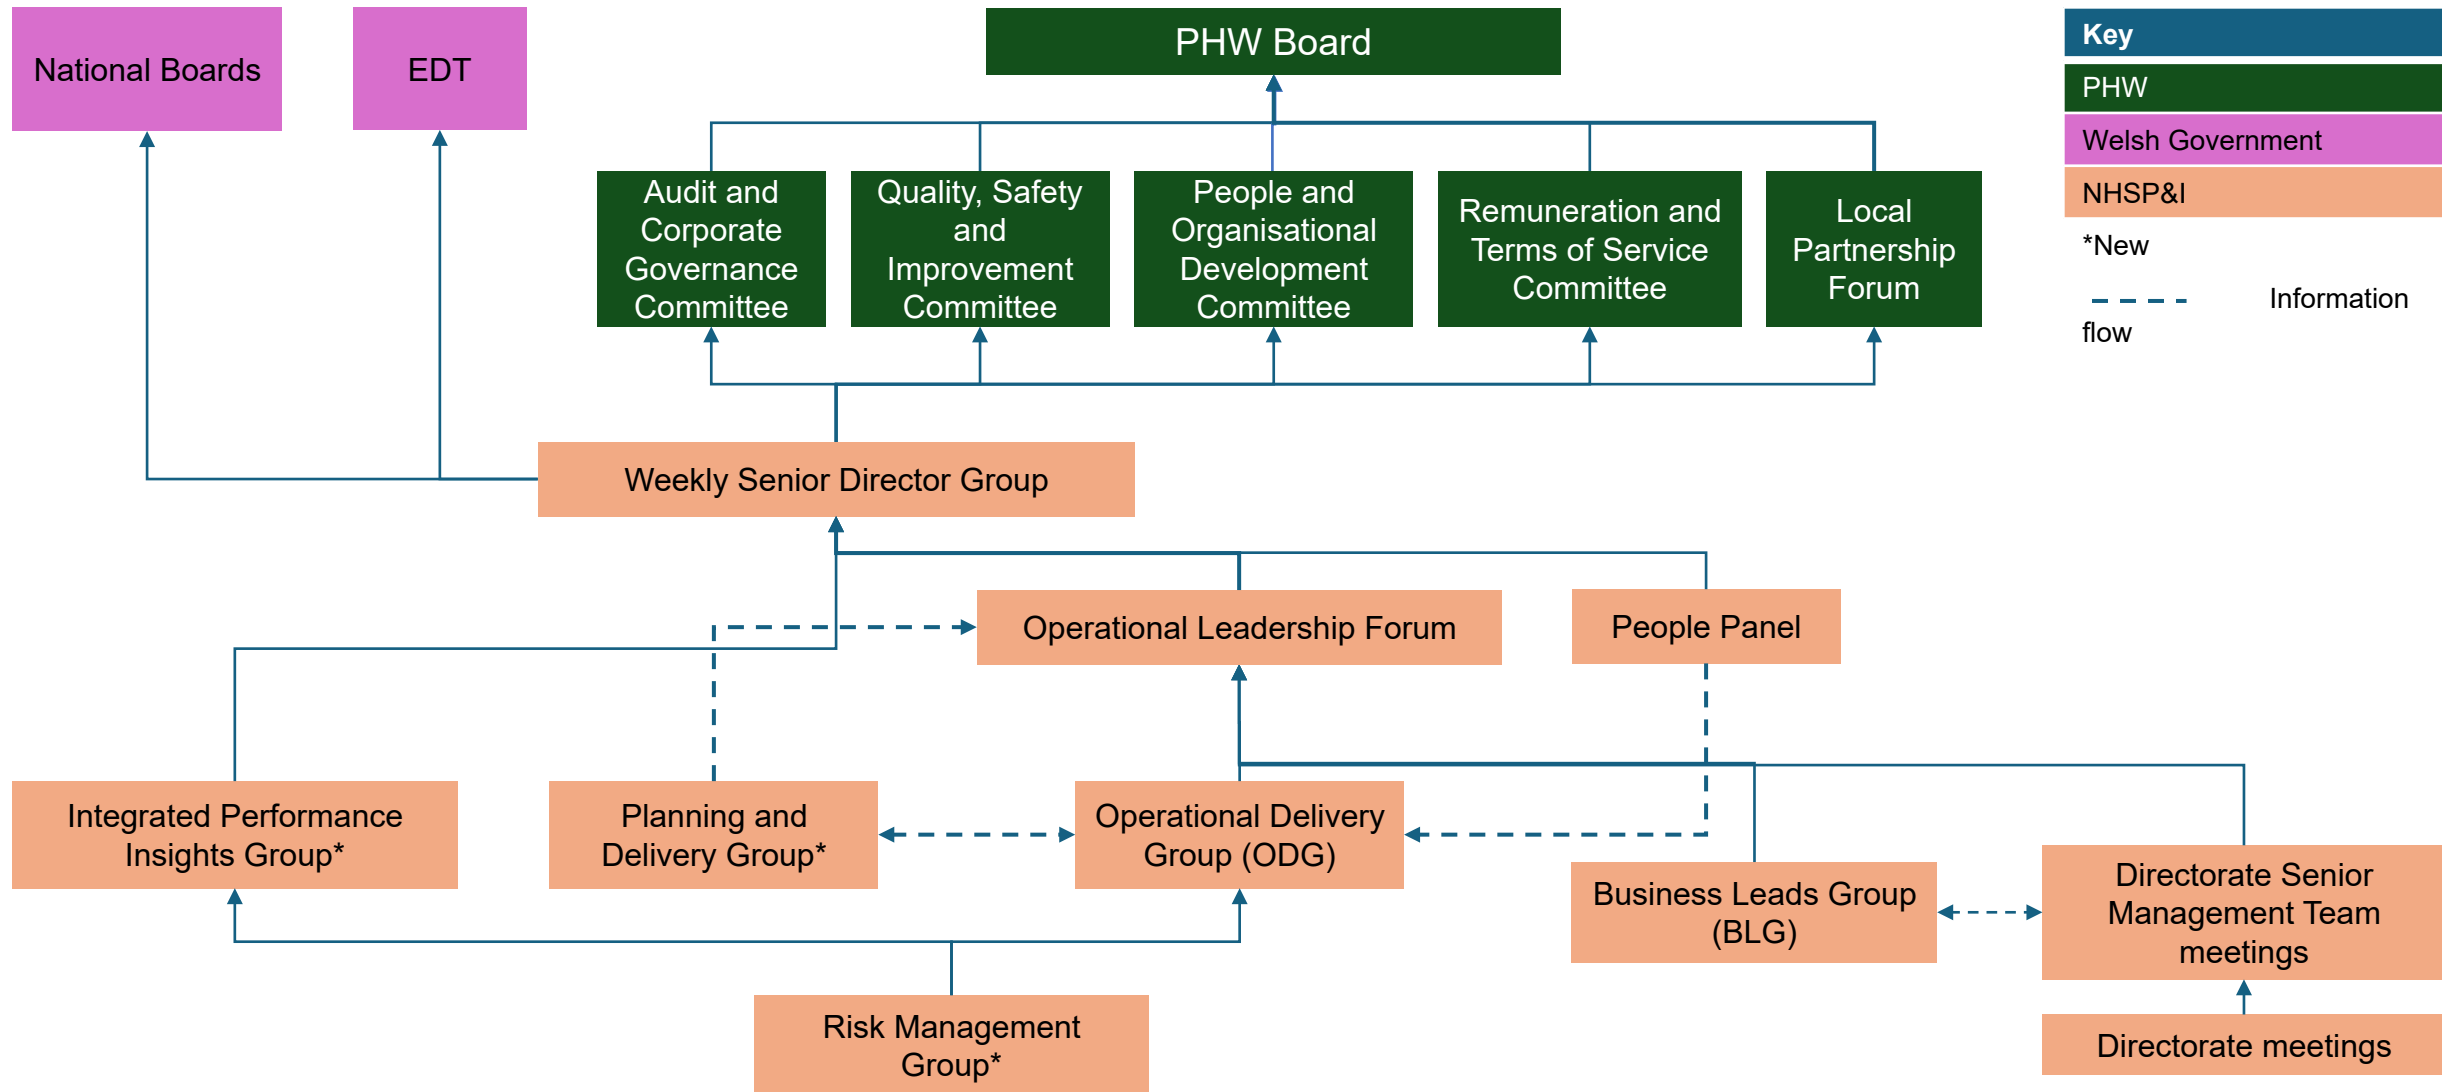 National Boards
EDT
PHW Board
Key
PHW
Welsh Government
NHSP&I
*New
Information
flow
Audit and
Corporate
Governance
Committee
Quality, Safety
and
Improvement
Committee
People and
Organisational
Development
Committee
Remuneration and
Terms of Service
Committee
Local
Partnership
Forum
Weekly Senior Director Group
Operational Leadership Forum
People Panel
Integrated Performance
Insights Group*
Planning and
Delivery Group*
Operational Delivery
Group (ODG)
Business Leads Group
(BLG)
Directorate Senior
Management Team
meetings
Risk Management
Group*
Directorate meetings